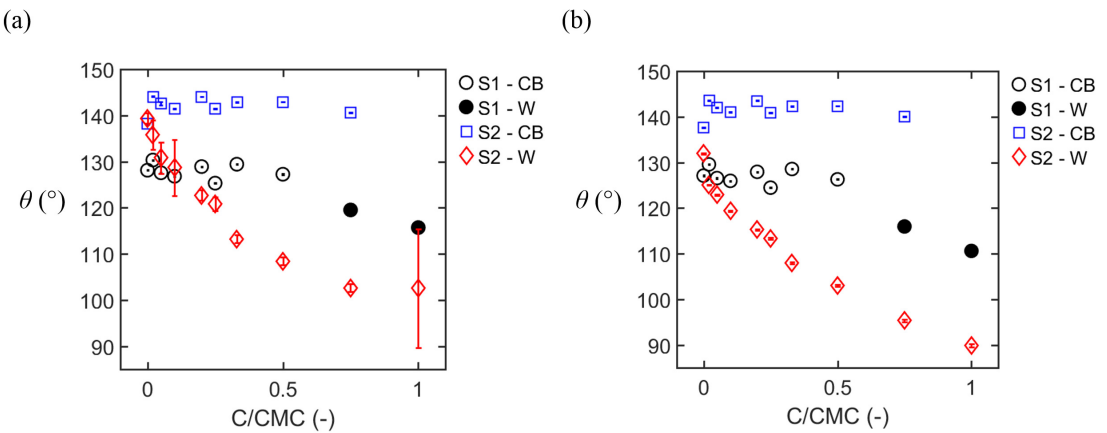 (a)
150
140
130
120
110
100
90
θ (°)
0
0.5
1
C/CMC (-)
S1 - CB
S1 - W
S2 - CB
S2 - W
(b)
150
140
130
120
110
100
90
θ (°)
0
0.5
1
C/CMC (-)
S1 - CB
S1 - W
S2 - CB
S2 - W